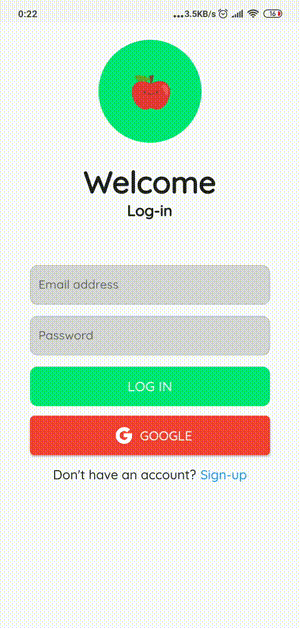 0:22 ...3.5KB/s 16
Welcome
Log-in
Email address
Password
LOG IN
G GOOGLE
Don't have an account? Sign-up